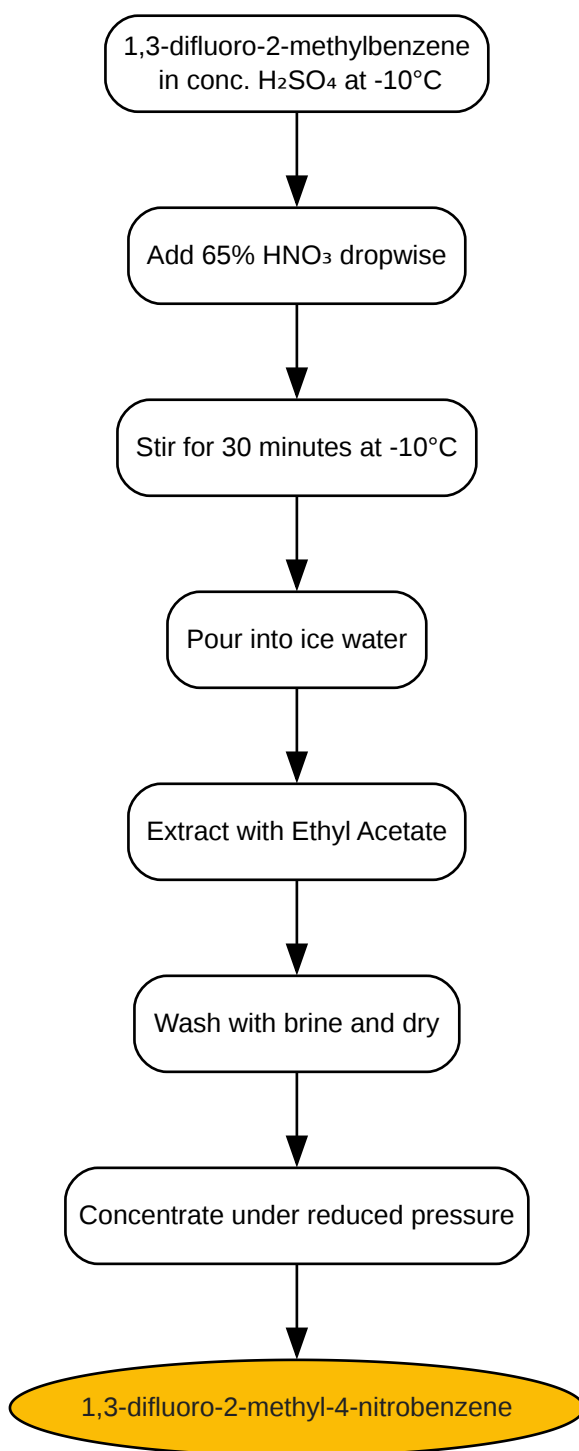 1,3-difluoro-2-methylbenzene
in conc. H₂SO₄ at -10°C
Add 65% HNO₃ dropwise
Stir for 30 minutes at -10°C
Pour into ice water
Extract with Ethyl Acetate
Wash with brine and dry
Concentrate under reduced pressure
1,3-difluoro-2-methyl-4-nitrobenzene